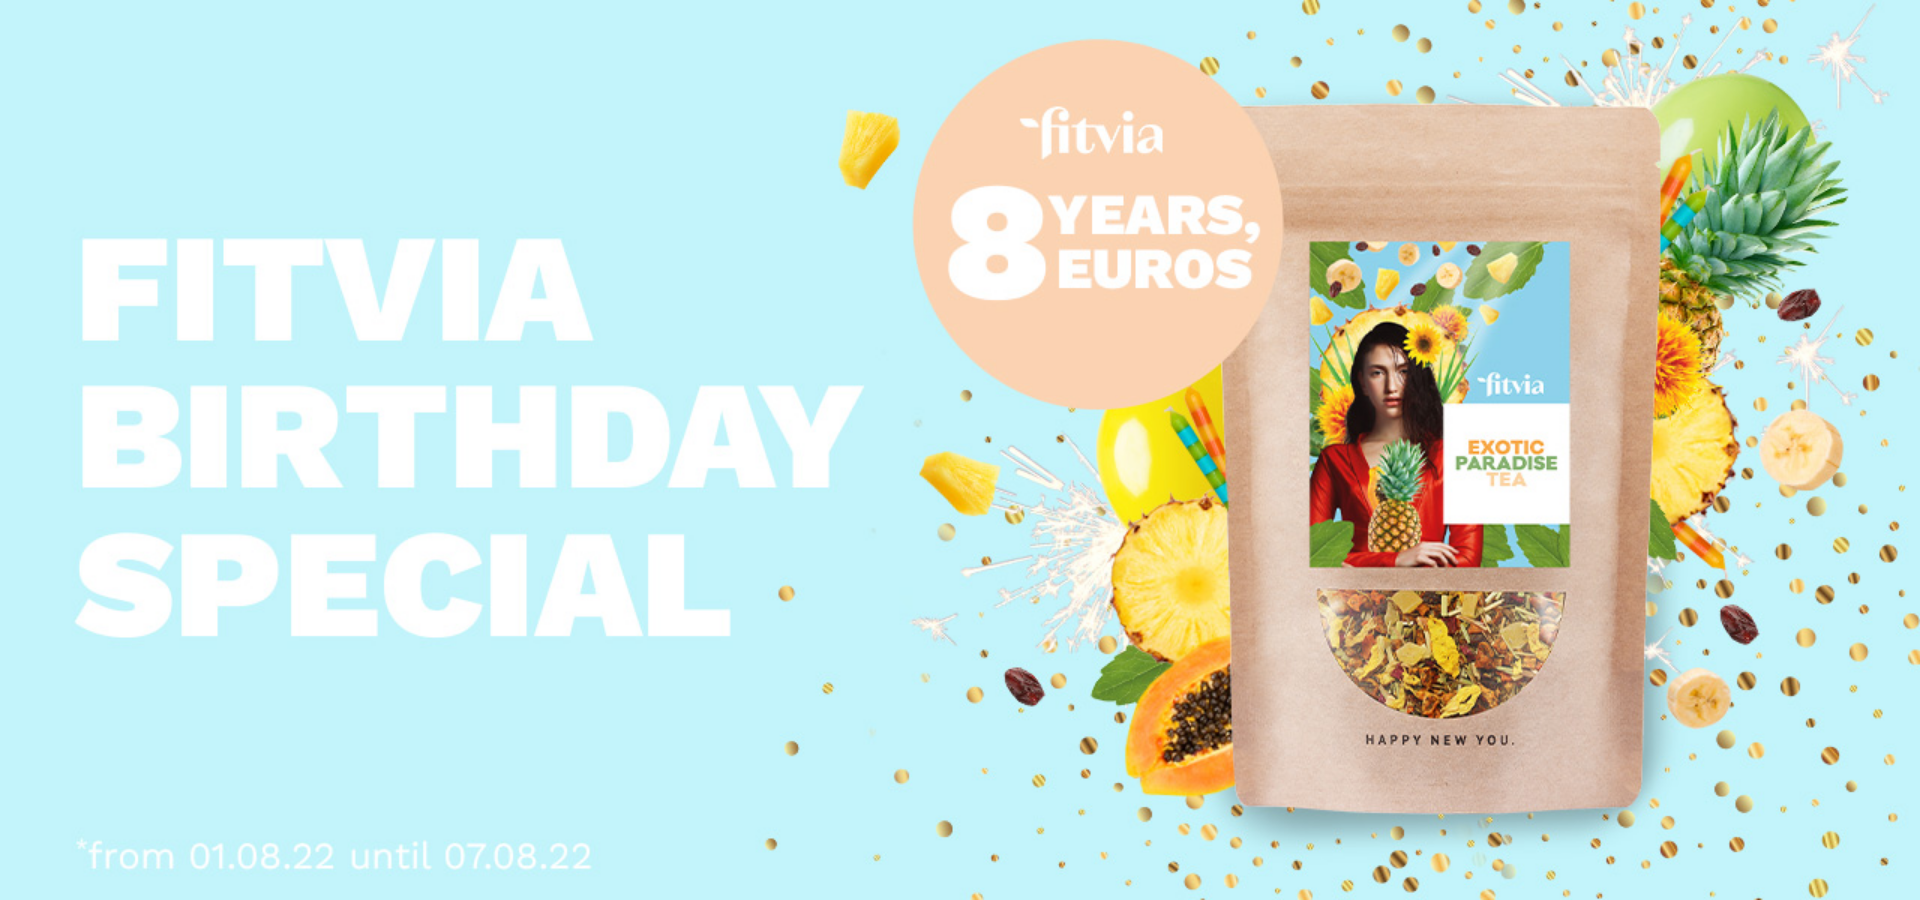 FITVIA
BIRTHDAY
SPECIAL
*from 01.08.22 until 07.08.22
fitvia
8 YEARS,
EUROS
fitvia
EXOTIC
PARADISE
TEA
HAPPY NEW YOU.